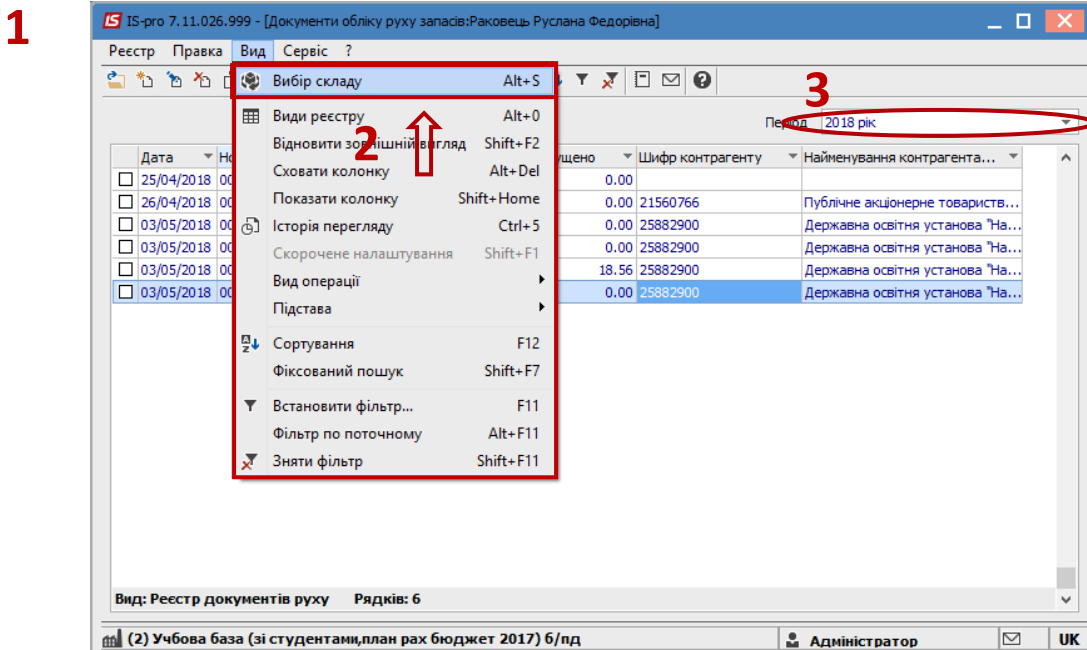 1
IS-pro 7.11.026.999 - [Документи обліку руху запасів:Раковець Руслана Федорівна]
Реєстр Правка Вид Сервіс ?
Вибір складу Alt+S
3
Види реєстру Alt+0
Період 2018 рік
2
Відновити зовнішній вигляд Shift+F2
Дата Шифр контрагенту Найменування контрагента...
Сховати колонку Alt+Del
25/04/2018 0.00
Показати колонку Shift+Home
26/04/2018 0.00 21560766 Публічне акціонерне товариств...
Історія перегляду Ctrl+5
03/05/2018 0.00 25882900 Державна освітня установа "На...
Скорочене налаштування Shift+F1
03/05/2018 0.00 25882900 Державна освітня установа "На...
Вид операції
03/05/2018 18.56 25882900 Державна освітня установа "На...
Підстава
03/05/2018 0.00 25882900 Державна освітня установа "На...
Сортування F12
Фіксований пошук Shift+F7
Встановити фільтр... F11
Фільтр по поточному Alt+F11
Зняти фільтр Shift+F11
Вид: Реєстр документів руху Рядків: 6
(2) Учбова база (зі студентами,план рах бюджет 2017) б/пд Адміністратор UK